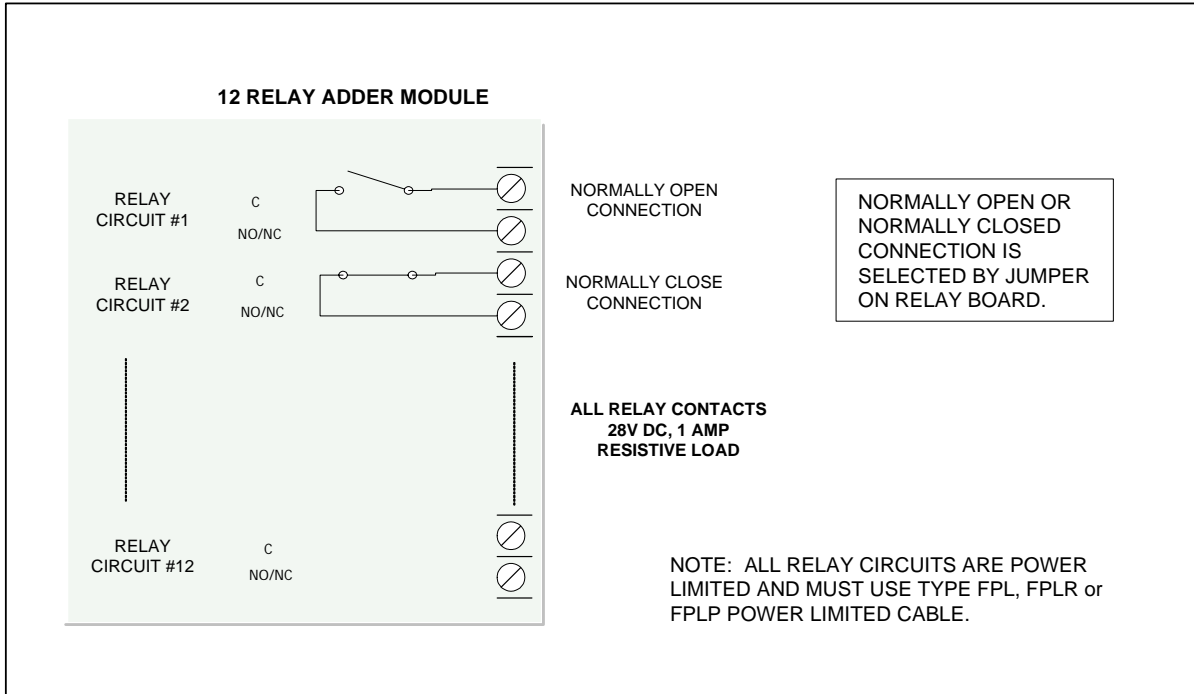 12 RELAY ADDER MODULE
RELAY
CIRCUIT #1
C
NO/NC
NORMALLY OPEN
CONNECTION
RELAY
CIRCUIT #2
C
NO/NC
NORMALLY CLOSE
CONNECTION
NORMALLY OPEN OR
NORMALLY CLOSED
CONNECTION IS
SELECTED BY JUMPER
ON RELAY BOARD.
ALL RELAY CONTACTS
28V DC, 1 AMP
RESISTIVE LOAD
RELAY
CIRCUIT #12
C
NO/NC
NOTE: ALL RELAY CIRCUITS ARE POWER
LIMITED AND MUST USE TYPE FPL, FPLR or
FPLP POWER LIMITED CABLE.